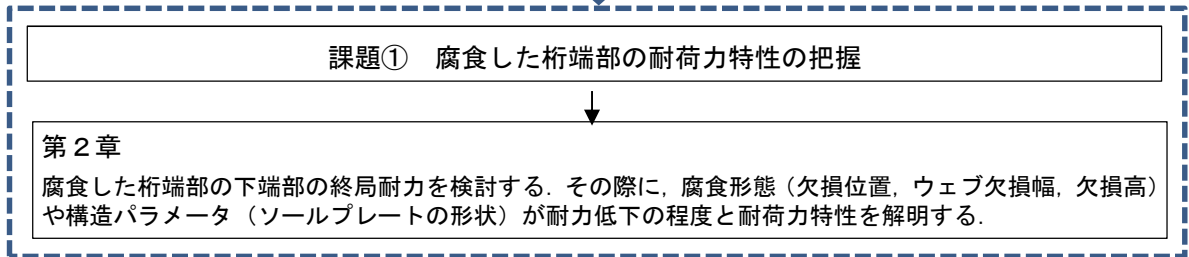 課題①　腐食した桁端部の耐荷力特性の把握
第２章
腐食した桁端部の下端部の終局耐力を検討する．その際に，腐食形態（欠損位置，ウェブ欠損幅，欠損高）
や構造パラメータ（ソールプレートの形状）が耐力低下の程度と耐荷力特性を解明する．